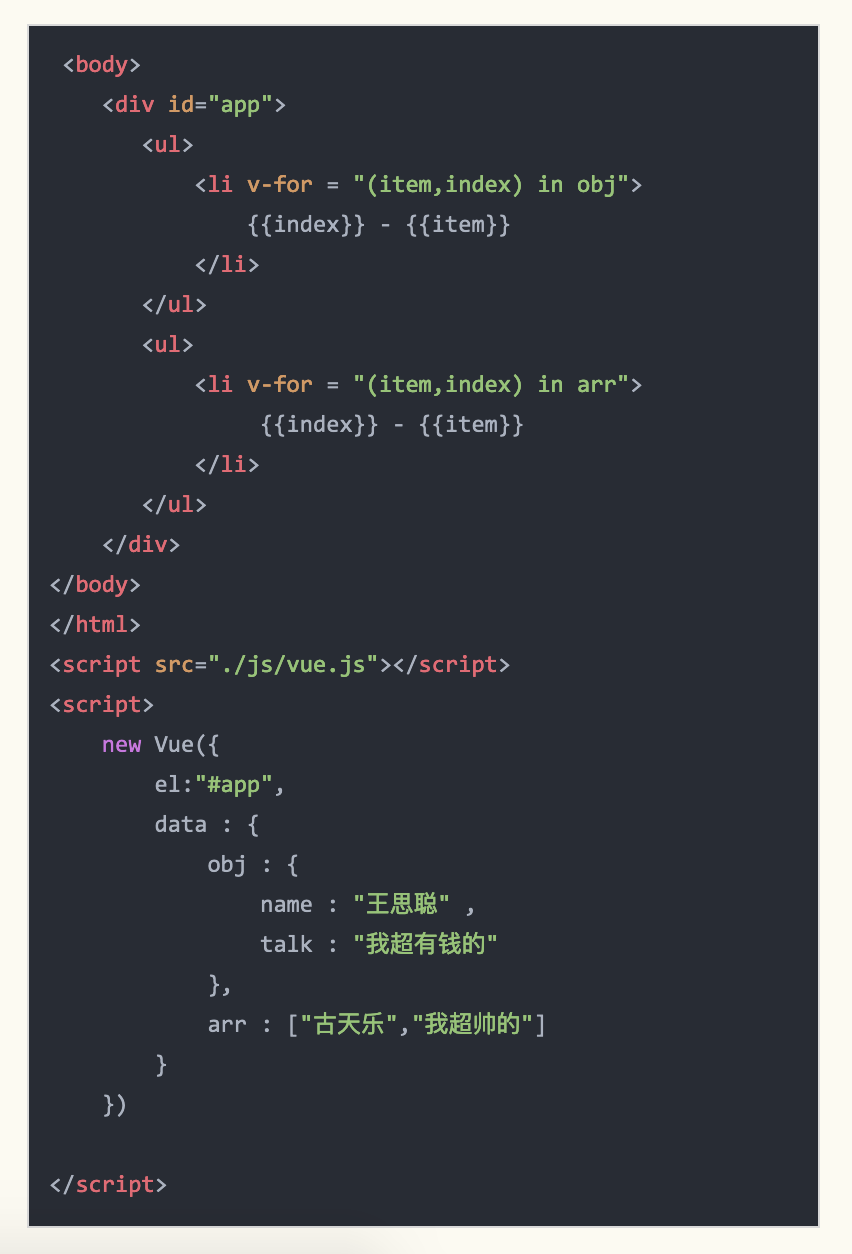 <body>
<div id="app">
<ul>
<li v-for = "(item,index) in obj">
{{index}} - {{item}}
</li>
</ul>
<ul>
<li v-for = "(item,index) in arr">
{{index}} - {{item}}
</li>
</ul>
</div>
</body>
</html>
<script src="./js/vue.js"></script>
<script>
new Vue({
el:"#app",
data : {
obj : {
name : "王思聪" ,
talk : "我超有钱的"
},
arr : ["古天乐","我超帅的"]
}
})
</script>